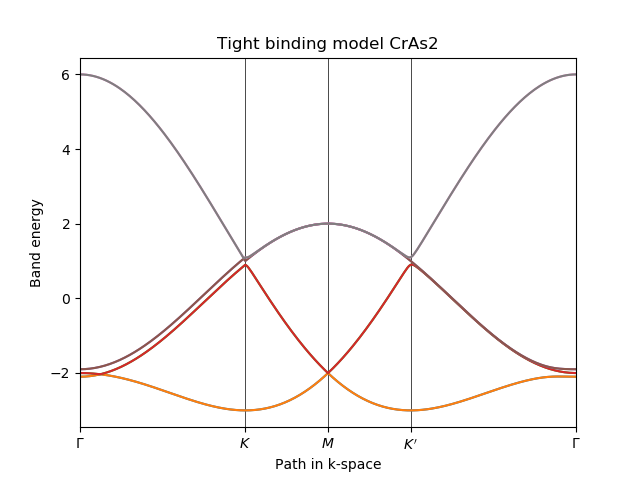 Tight binding model CrAs2
Band energy
6
4
2
0
−2
Γ K M K′ Γ
Path in k-space